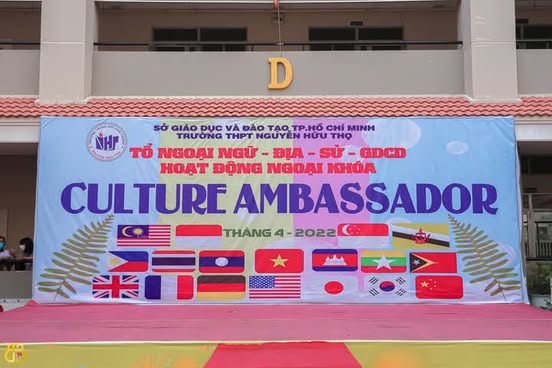 D
SỞ GIÁO DỤC VÀ ĐÀO TẠO TP.HỒ CHÍ MINH
TRƯỜNG THPT NGUYỄN HỮU THỌ
NHT
TỔ NGOẠI NGỮ - ĐỊA - SỬ - GDCD
HOẠT ĐỘNG NGOẠI KHÓA
CULTURE AMBASSADOR
THÁNG 4 - 2022